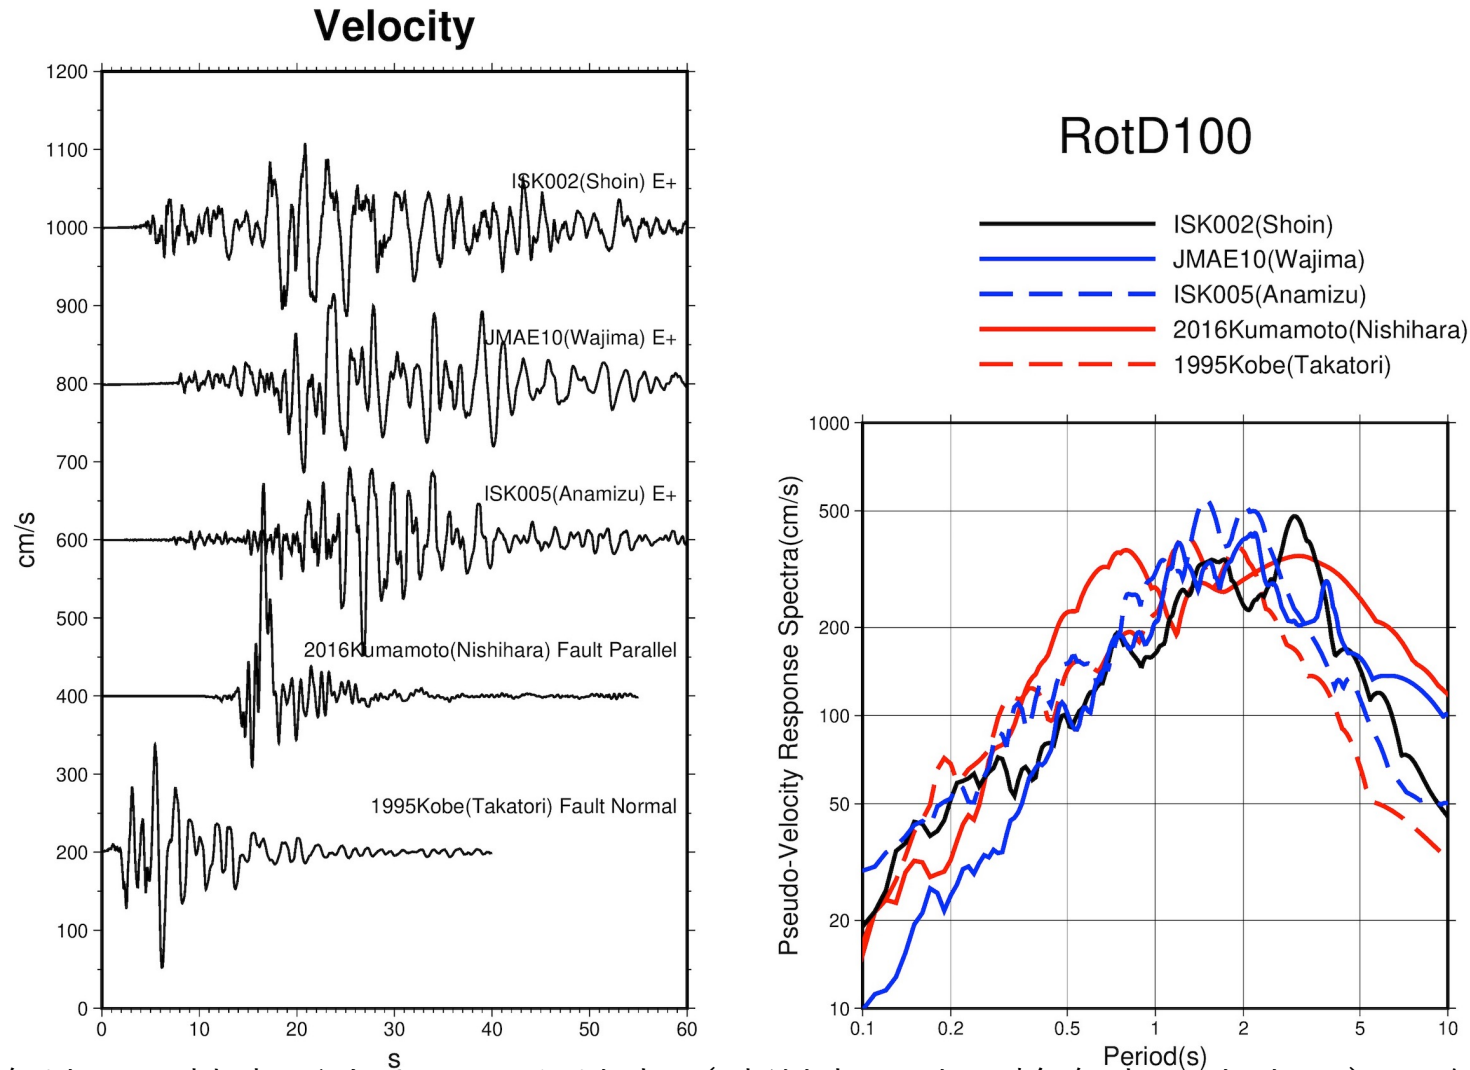 Velocity
1200
1100
1000
900
800
700
600
500
400
300
200
100
0
cm/s
ISK002(Shoin) E+
JMAE10(Wajima) E+
ISK005(Anamizu) E+
2016Kumamoto(Nishihara) Fault Parallel
1995Kobe(Takatori) Fault Normal
0 10 20 30 40 50 60
s
RotD100
ISK002(Shoin)
JMAE10(Wajima)
ISK005(Anamizu)
2016Kumamoto(Nishihara)
1995Kobe(Takatori)
Pseudo-Velocity Response Spectra(cm/s)
1000
500
200
100
50
20
10
0.1 0.2 0.5 1 2 5 10
Period(s)